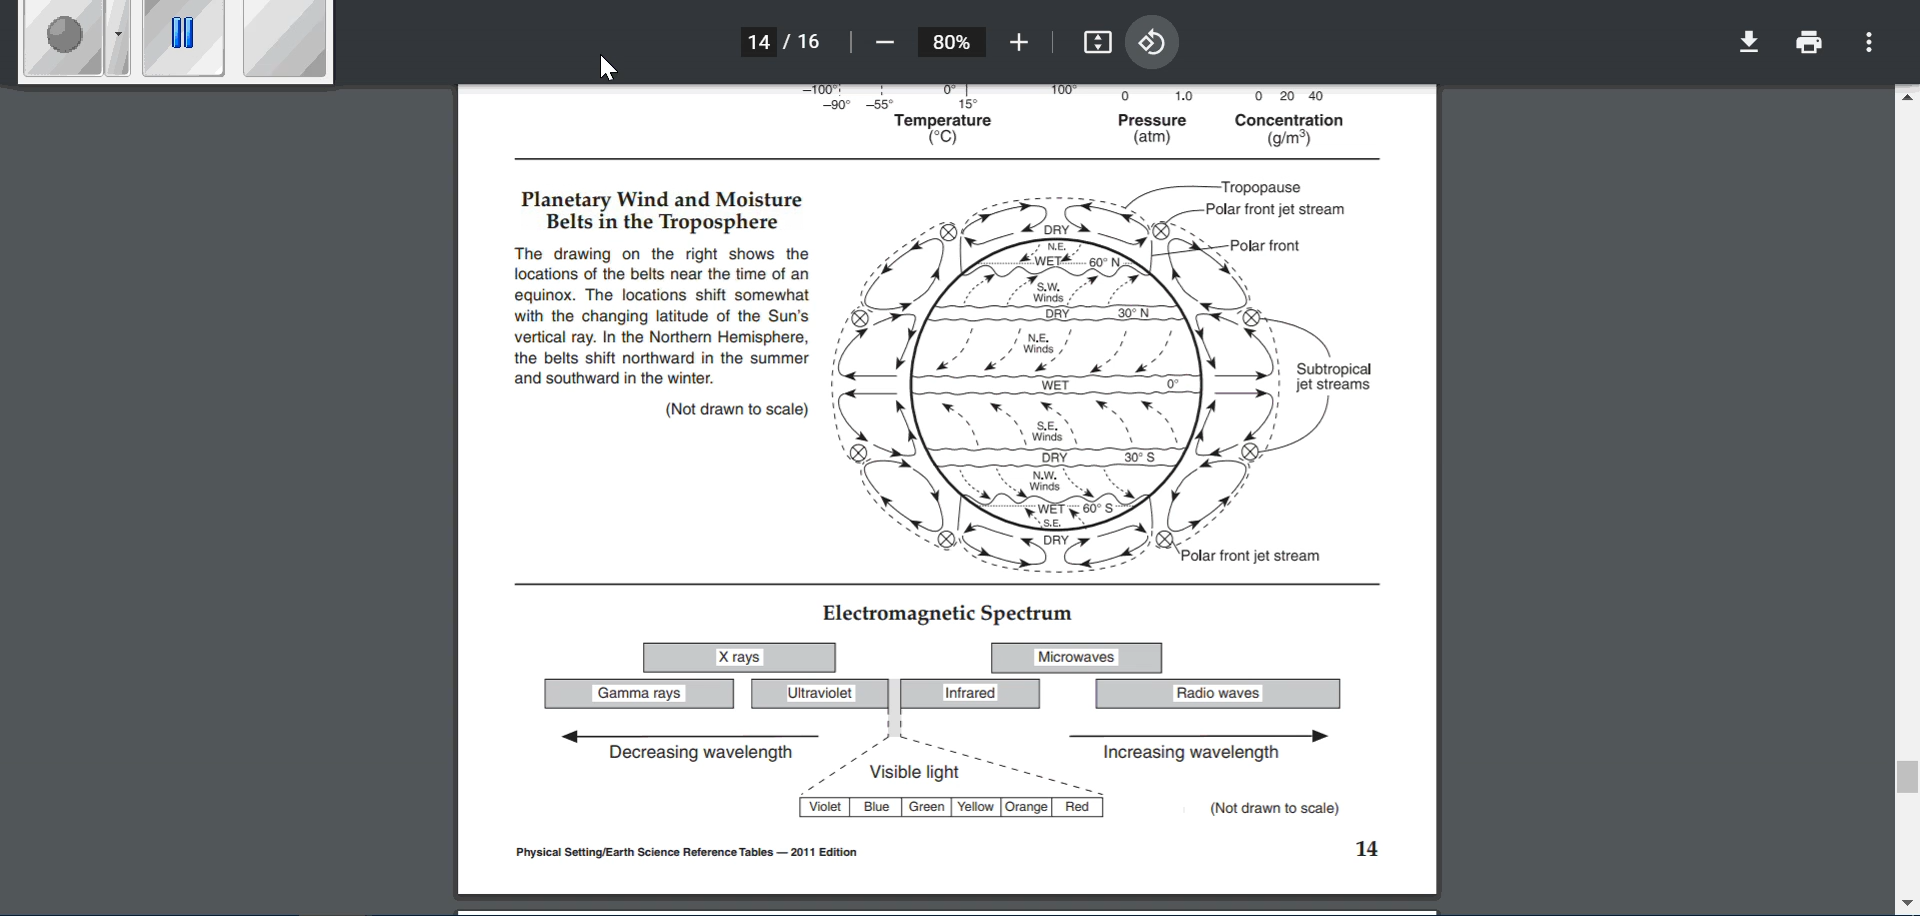 14 / 16
80%
–100° 0° 100° 0 1.0 0 20 40
–90° –55° 15°
Temperature
(°C)
Pressure
(atm)
Concentration
(g/m³)
Planetary Wind and Moisture
Belts in the Troposphere
The drawing on the right shows the
locations of the belts near the time of an
equinox. The locations shift somewhat
with the changing latitude of the Sun's
vertical ray. In the Northern Hemisphere,
the belts shift northward in the summer
and southward in the winter.
(Not drawn to scale)
Tropopause
Polar front jet stream
Polar front
DRY
N.E.
WET 60° N
S.W.
Winds
DRY 30° N
N.E.
Winds
WET 0°
Subtropical
jet streams
S.E.
Winds
DRY 30° S
N.W.
Winds
WET 60° S
S.E.
DRY
Polar front jet stream
Electromagnetic Spectrum
X rays Microwaves
Gamma rays Ultraviolet Infrared Radio waves
Decreasing wavelength Increasing wavelength
Visible light
Violet Blue Green Yellow Orange Red
(Not drawn to scale)
Physical Setting/Earth Science Reference Tables — 2011 Edition
14